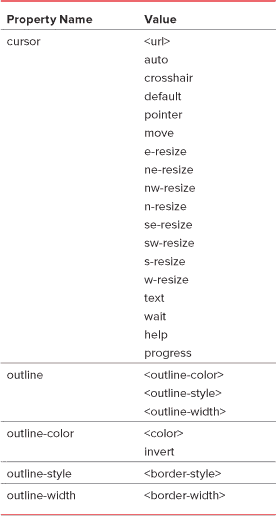 Property Name Value
cursor <url>
auto
crosshair
default
pointer
move
e-resize
ne-resize
nw-resize
n-resize
se-resize
sw-resize
s-resize
w-resize
text
wait
help
progress
outline <outline-color>
<outline-style>
<outline-width>
outline-color <color>
invert
outline-style <border-style>
outline-width <border-width>